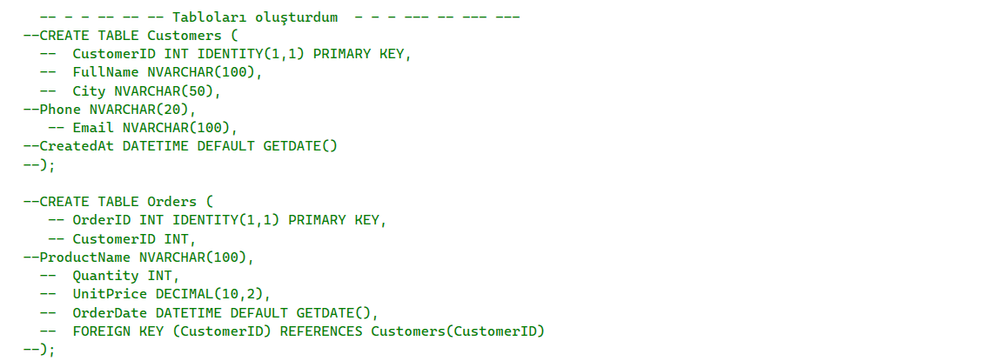 -- - - -- -- -- Tabloları oluşturdum - - - --- -- --- ---
--CREATE TABLE Customers (
--  CustomerID INT IDENTITY(1,1) PRIMARY KEY,
--  FullName NVARCHAR(100),
--  City NVARCHAR(50),
--Phone NVARCHAR(20),
-- Email NVARCHAR(100),
--CreatedAt DATETIME DEFAULT GETDATE()
--);
--CREATE TABLE Orders (
-- OrderID INT IDENTITY(1,1) PRIMARY KEY,
-- CustomerID INT,
--ProductName NVARCHAR(100),
--  Quantity INT,
--  UnitPrice DECIMAL(10,2),
--  OrderDate DATETIME DEFAULT GETDATE(),
--  FOREIGN KEY (CustomerID) REFERENCES Customers(CustomerID)
--);